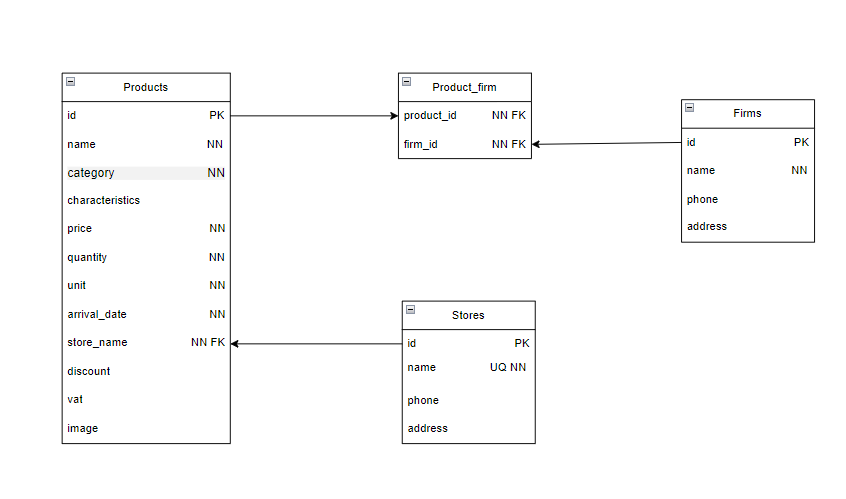 Products
id PK
name NN
category NN
characteristics
price NN
quantity NN
unit NN
arrival_date NN
store_name NN FK
discount
vat
image
Product_firm
product_id NN FK
firm_id NN FK
Firms
id PK
name NN
phone
address
Stores
id PK
name UQ NN
phone
address